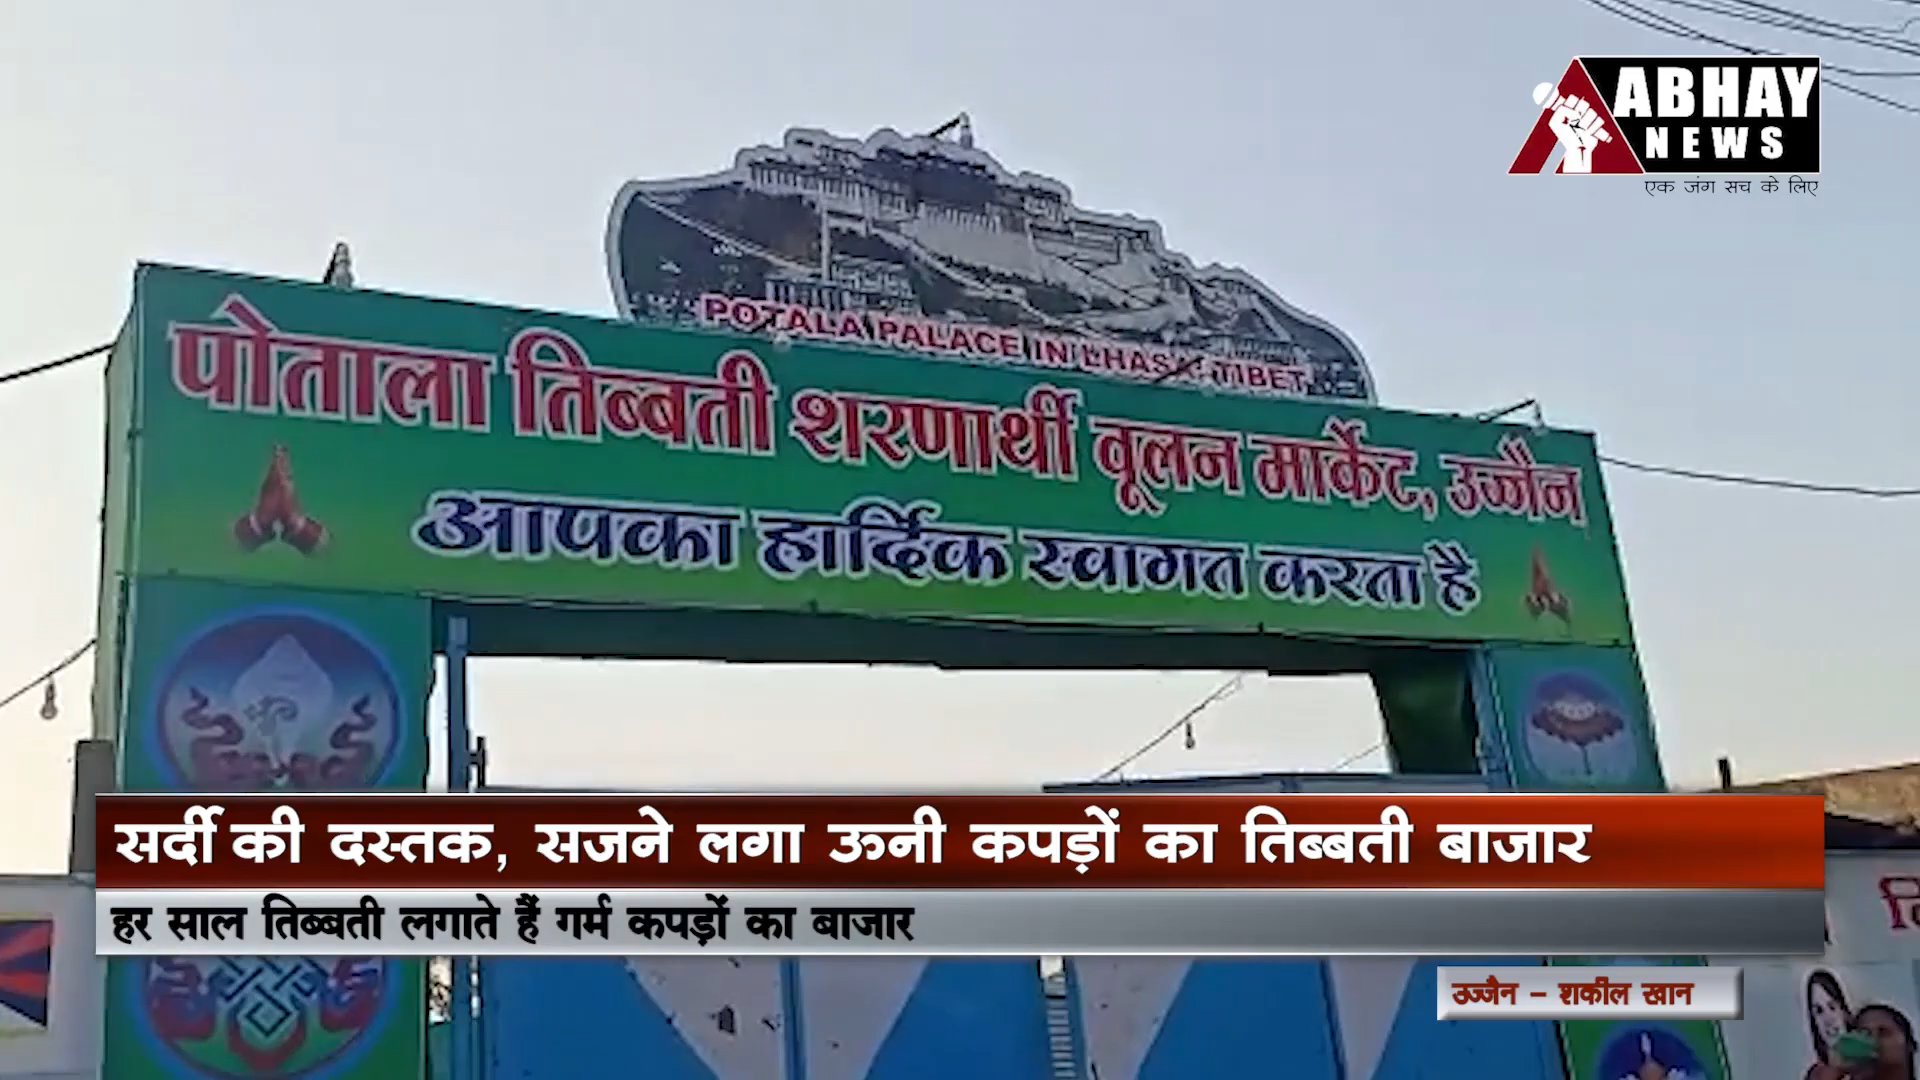 ABHAY
NEWS
एक जंग सच के लिए
POTALA PALACE IN LHASA TIBET
पोताला तिब्बती शरणार्थी वूलन मार्केट, उज्जैन
आपका हार्दिक स्वागत करता है
सर्दी की दस्तक, सजने लगा ऊनी कपड़ों का तिब्बती बाजार
हर साल तिब्बती लगाते हैं गर्म कपड़ों का बाजार
उज्जैन - शकील खान